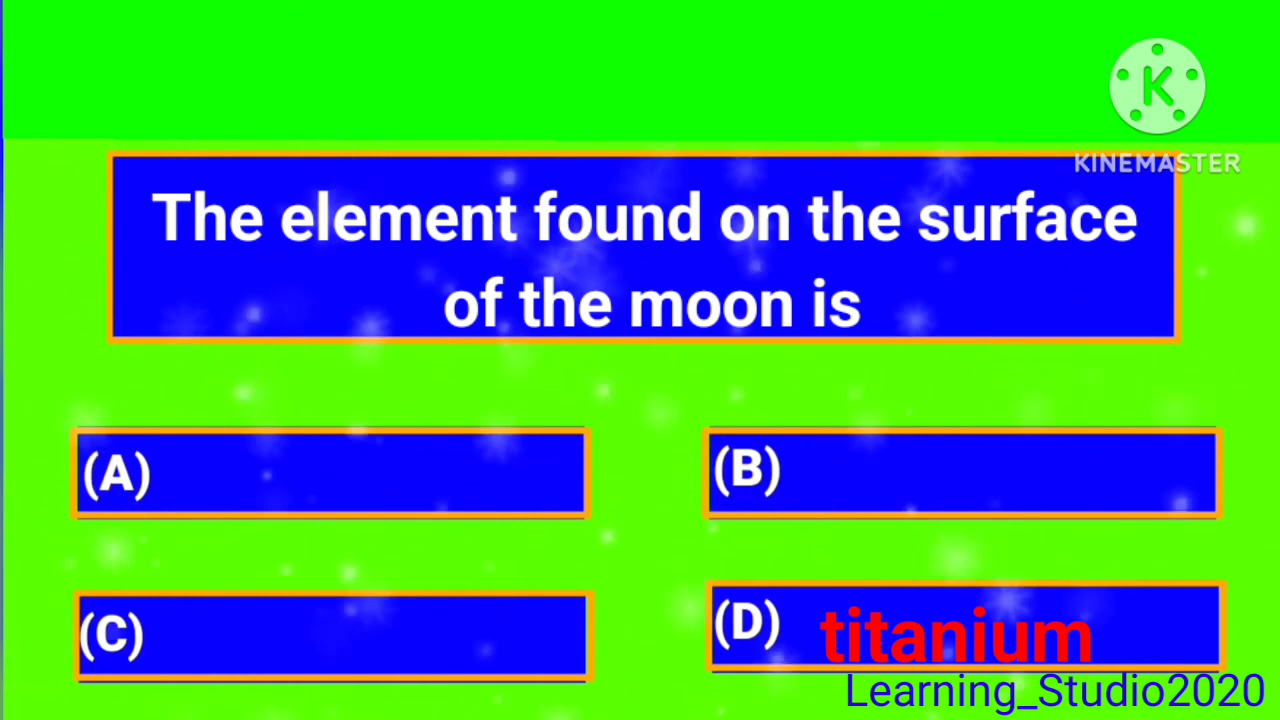 K
KINEMASTER
The element found on the surface
of the moon is
(A)
(B)
(C)
(D) titanium
Learning_Studio2020